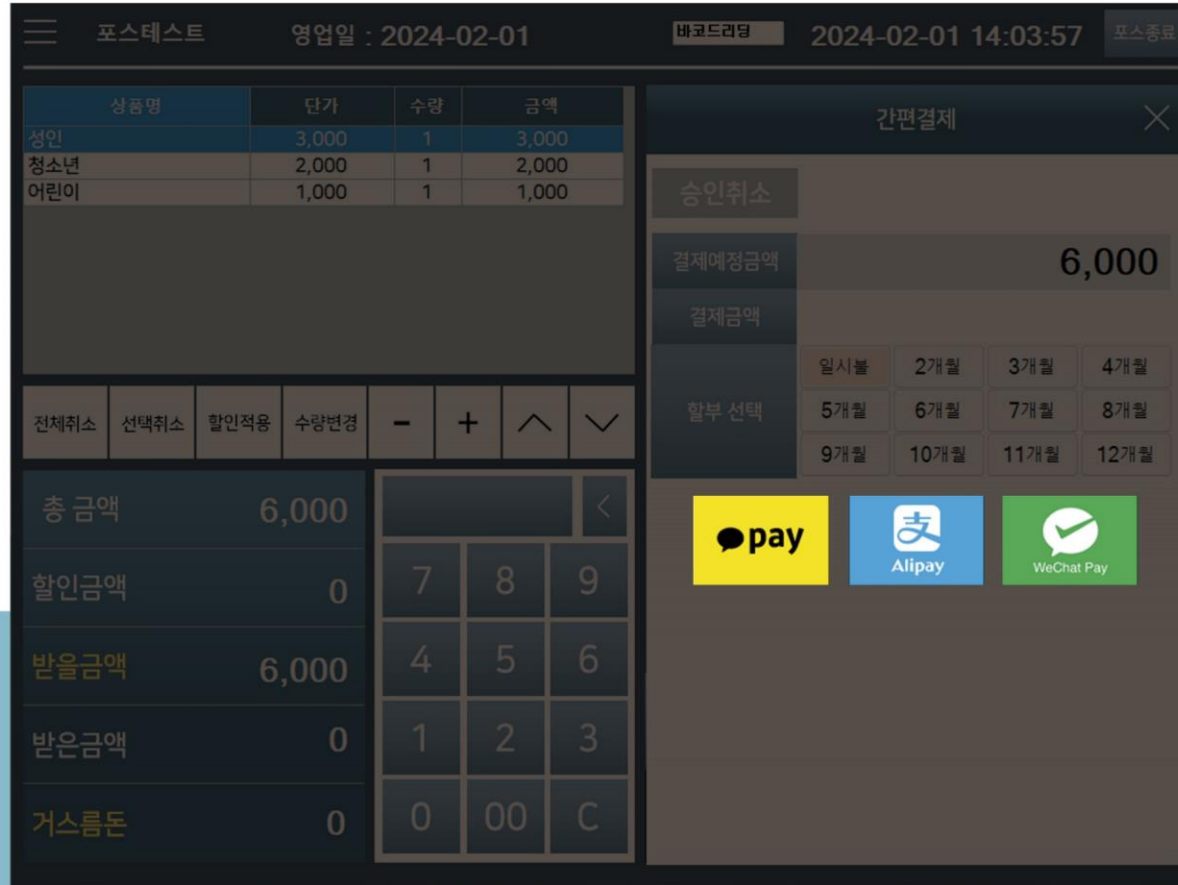 포스테스트 영업일 : 2024-02-01 바코드리딩 2024-02-01 14:03:57 포스종료
상품명 단가 수량 금액
성인 3,000 1 3,000
청소년 2,000 1 2,000
어린이 1,000 1 1,000
전체취소 선택취소 할인적용 수량변경 - +
총 금액 6,000
할인금액 0
받을금액 6,000
받은금액 0
거스름돈 0
<
7 8 9
4 5 6
1 2 3
0 00 C
간편결제
승인취소
결제예정금액 6,000
결제금액
할부 선택
일시불 2개월 3개월 4개월
5개월 6개월 7개월 8개월
9개월 10개월 11개월 12개월
pay
支
Alipay
WeChat Pay